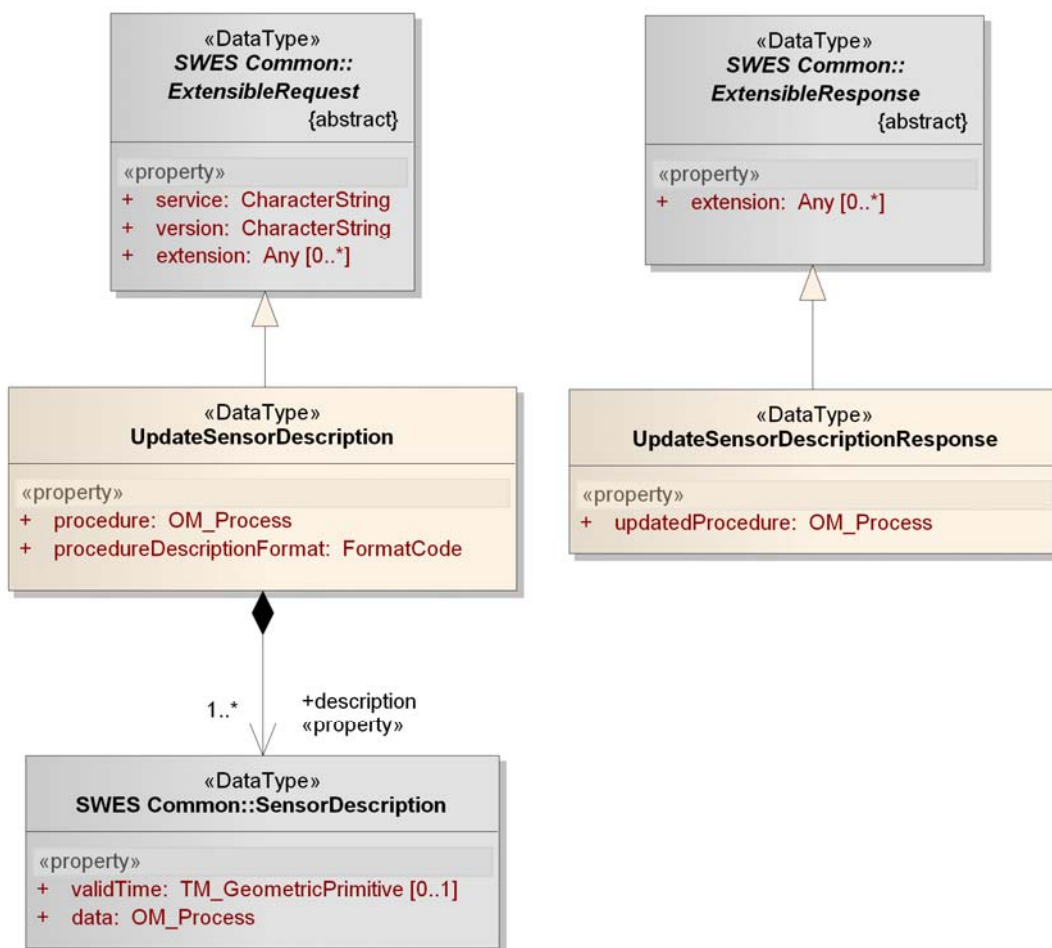 «DataType»
SWES Common::
ExtensibleRequest
{abstract}
«property»
+ service: CharacterString
+ version: CharacterString
+ extension: Any [0..*]
«DataType»
SWES Common::
ExtensibleResponse
{abstract}
«property»
+ extension: Any [0..*]
«DataType»
UpdateSensorDescription
«property»
+ procedure: OM_Process
+ procedureDescriptionFormat: FormatCode
«DataType»
UpdateSensorDescriptionResponse
«property»
+ updatedProcedure: OM_Process
1..*
+description
«property»
«DataType»
SWES Common::SensorDescription
«property»
+ validTime: TM_GeometricPrimitive [0..1]
+ data: OM_Process